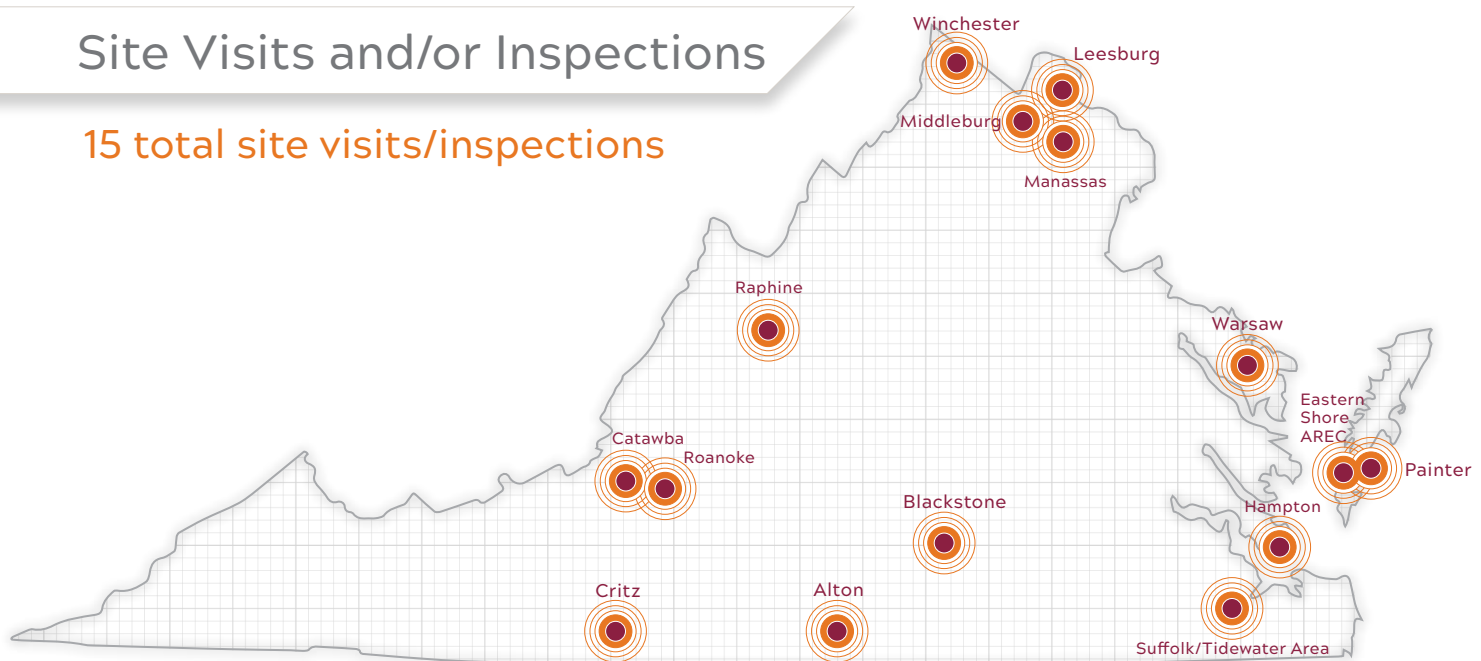 Site Visits and/or Inspections
15 total site visits/inspections
Winchester
Leesburg
Middleburg
Manassas
Raphine
Warsaw
Eastern
Shore
AREC
Painter
Catawba
Roanoke
Blackstone
Hampton
Critz
Alton
Suffolk/Tidewater Area